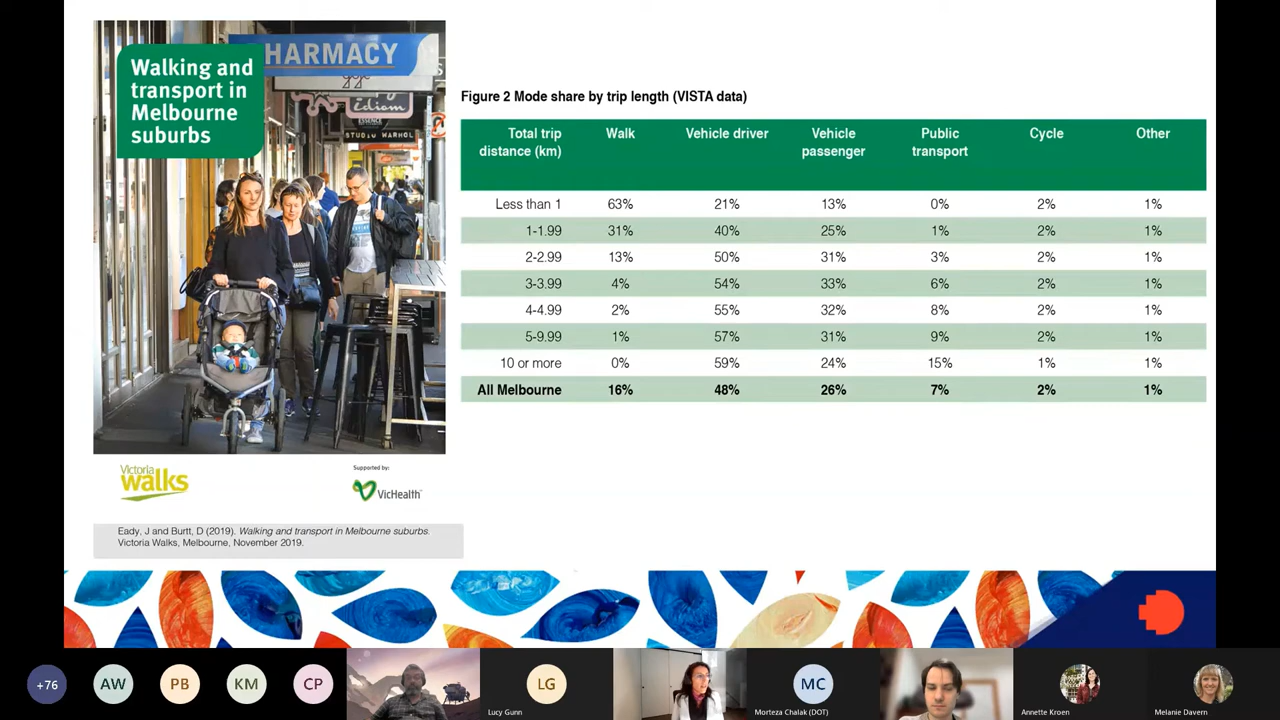 Walking and
transport in
Melbourne
suburbs
HARMACY
idiom
ESSENCE
STUDIO WARHOL
Victoria
walks
Supported by:
VicHealth
Eady, J and Burtt, D (2019). Walking and transport in Melbourne suburbs.
Victoria Walks, Melbourne, November 2019.
Figure 2 Mode share by trip length (VISTA data)
Total trip distance (km) Walk Vehicle driver Vehicle passenger Public transport Cycle Other
Less than 1 63% 21% 13% 0% 2% 1%
1-1.99 31% 40% 25% 1% 2% 1%
2-2.99 13% 50% 31% 3% 2% 1%
3-3.99 4% 54% 33% 6% 2% 1%
4-4.99 2% 55% 32% 8% 2% 1%
5-9.99 1% 57% 31% 9% 2% 1%
10 or more 0% 59% 24% 15% 1% 1%
All Melbourne 16% 48% 26% 7% 2% 1%
+76 AW PB KM CP LG MC
Lucy Gunn Morteza Chalak (DOT) Annette Kroen Melanie Davern